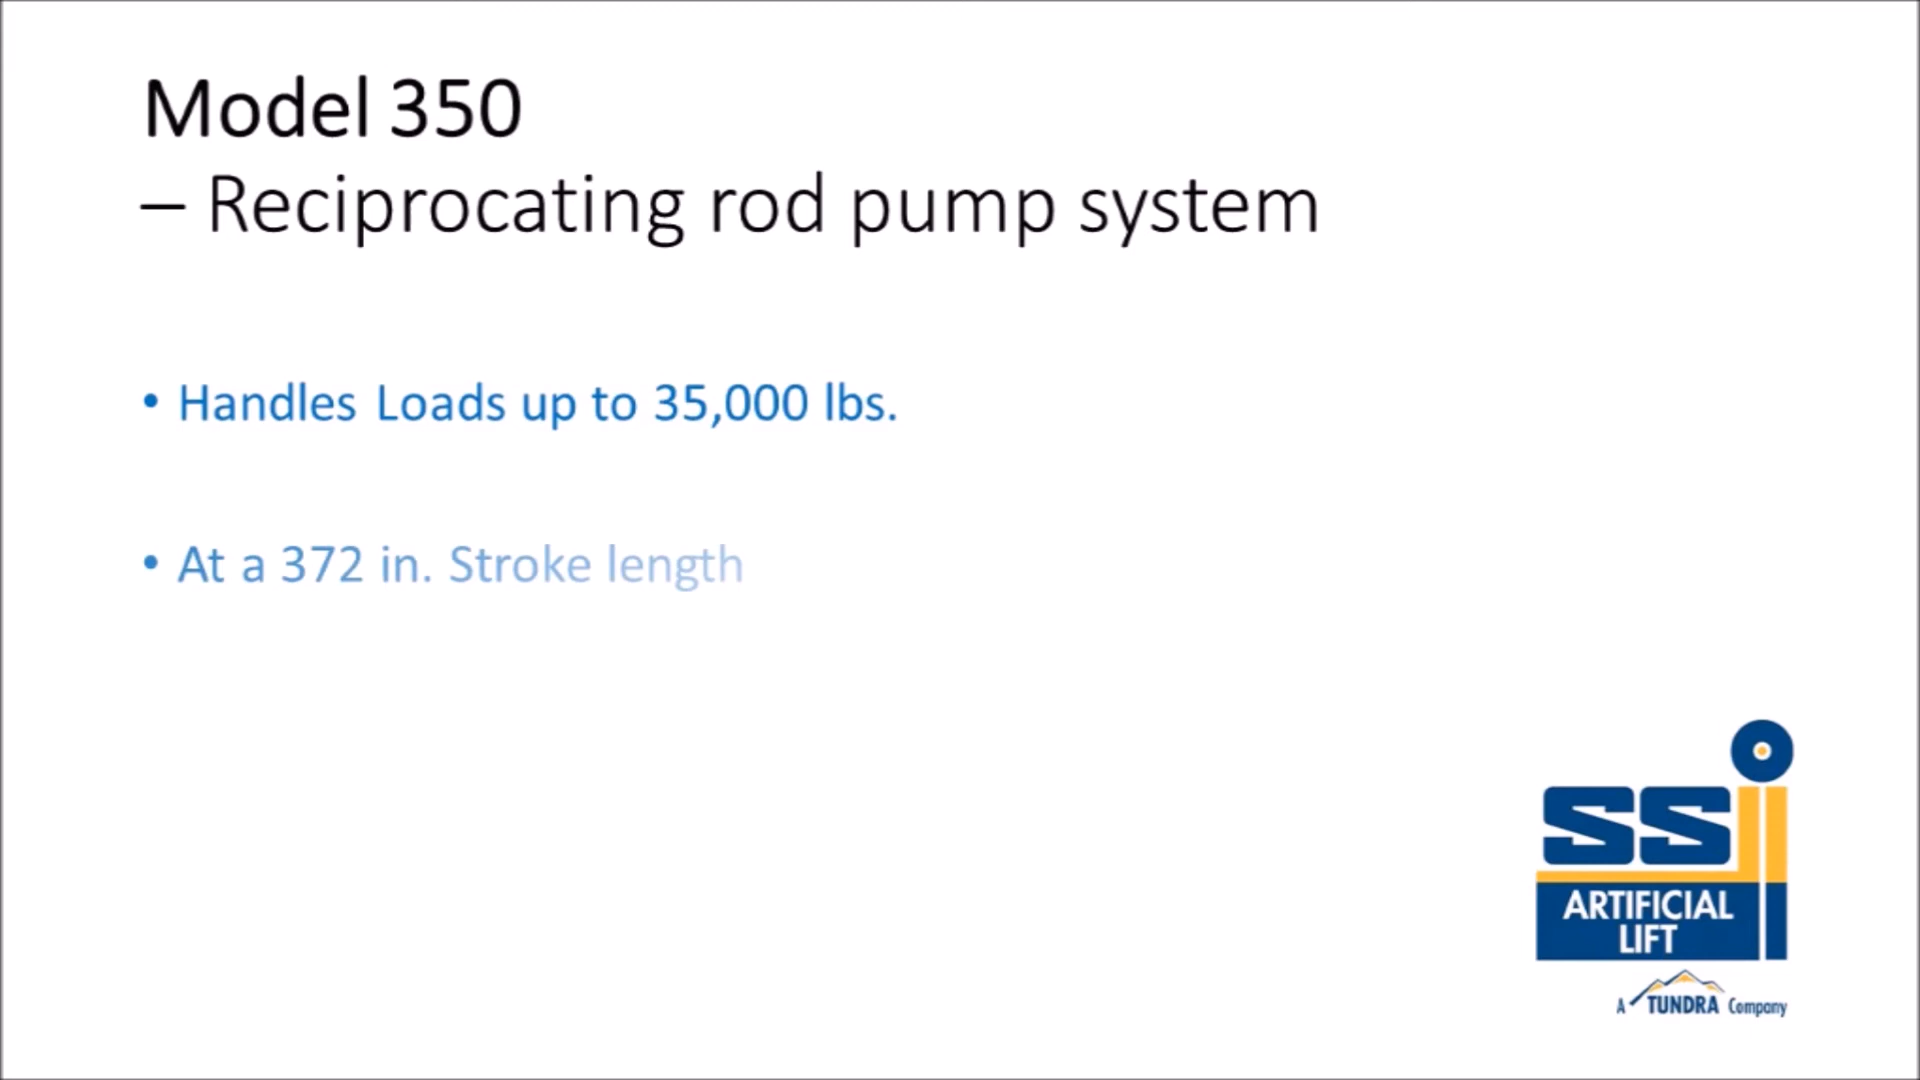 Model 350
– Reciprocating rod pump system
• Handles Loads up to 35,000 lbs.
• At a 372 in. Stroke length
SSi
ARTIFICIAL
LIFT
A TUNDRA Company